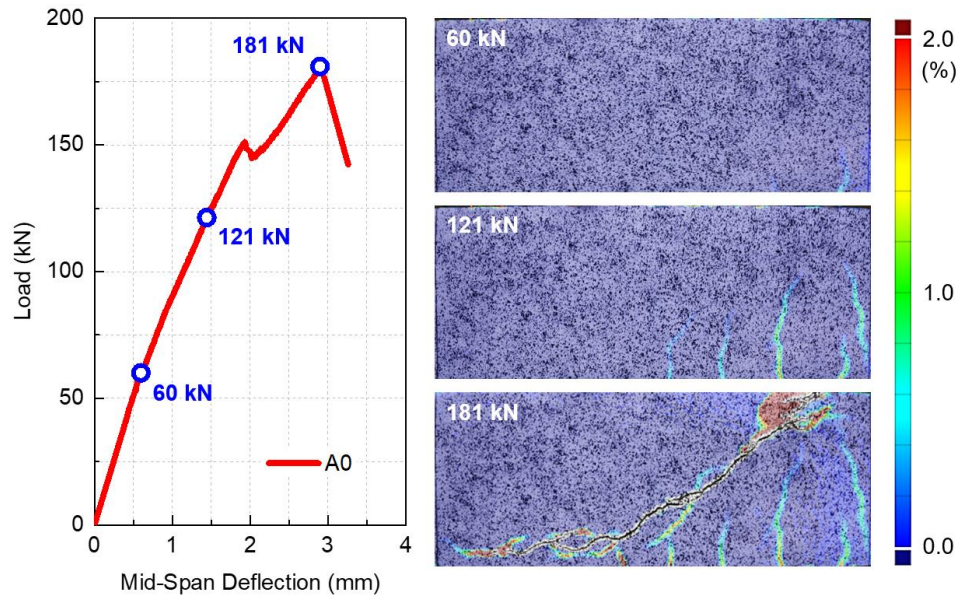 200
150
100
50
0
Load (kN)
0 1 2 3 4
Mid-Span Deflection (mm)
181 kN
121 kN
60 kN
A0
60 kN
121 kN
181 kN
2.0
(%)
1.0
0.0